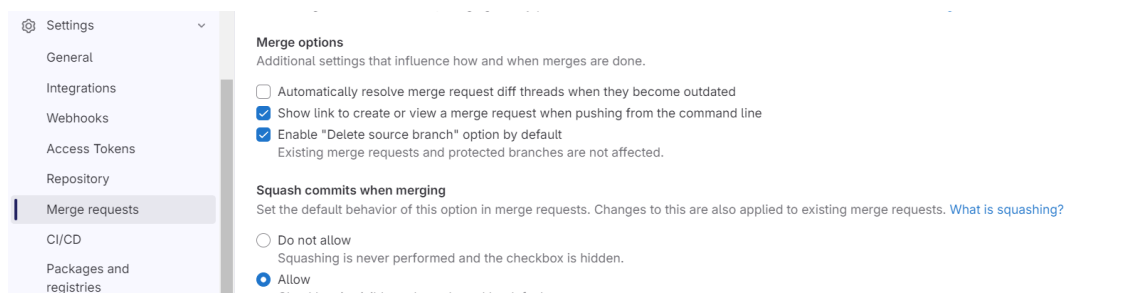 Settings
General
Integrations
Webhooks
Access Tokens
Repository
Merge requests
CI/CD
Packages and
registries
Merge options
Additional settings that influence how and when merges are done.
Automatically resolve merge request diff threads when they become outdated
Show link to create or view a merge request when pushing from the command line
Enable "Delete source branch" option by default
Existing merge requests and protected branches are not affected.
Squash commits when merging
Set the default behavior of this option in merge requests. Changes to this are also applied to existing merge requests. What is squashing?
Do not allow
Squashing is never performed and the checkbox is hidden.
Allow